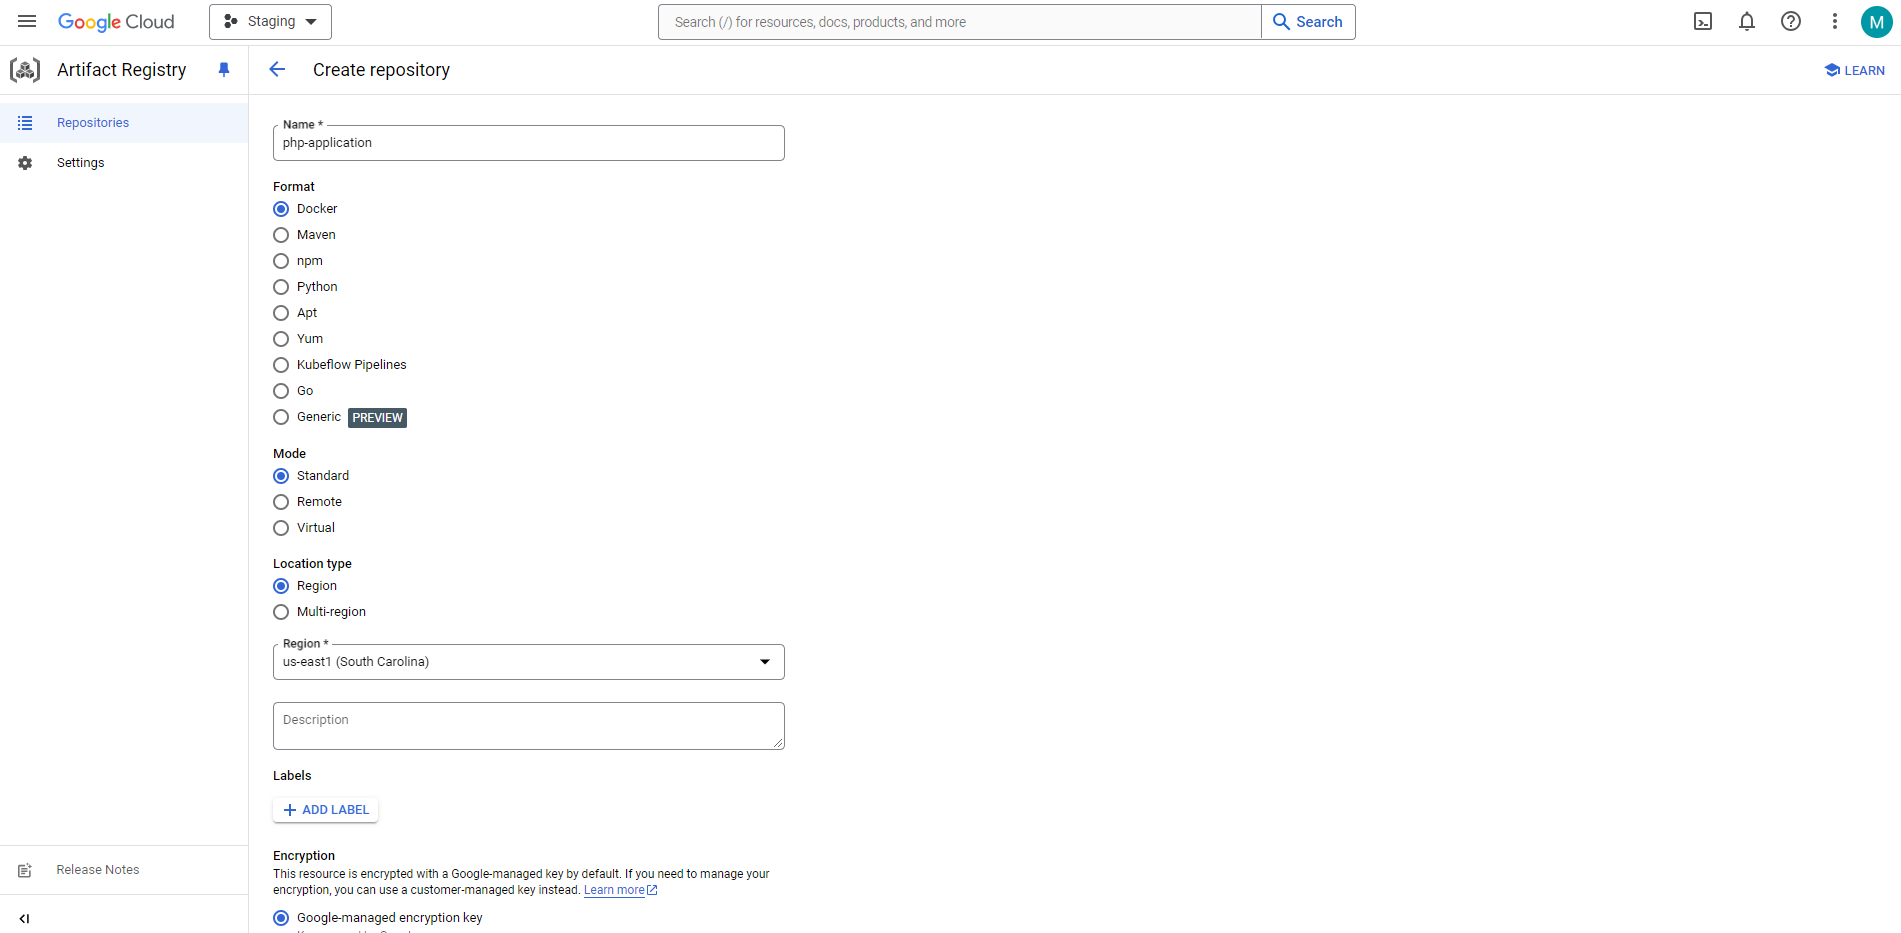 Google Cloud
Staging
Search (/) for resources, docs, products, and more
Search
M
Artifact Registry
Create repository
LEARN
Repositories
Settings
Name *
php-application
Format
Docker
Maven
npm
Python
Apt
Yum
Kubeflow Pipelines
Go
Generic PREVIEW
Mode
Standard
Remote
Virtual
Location type
Region
Multi-region
Region *
us-east1 (South Carolina)
Description
Labels
ADD LABEL
Encryption
This resource is encrypted with a Google-managed key by default. If you need to manage your
encryption, you can use a customer-managed key instead. Learn more
Google-managed encryption key
Release Notes